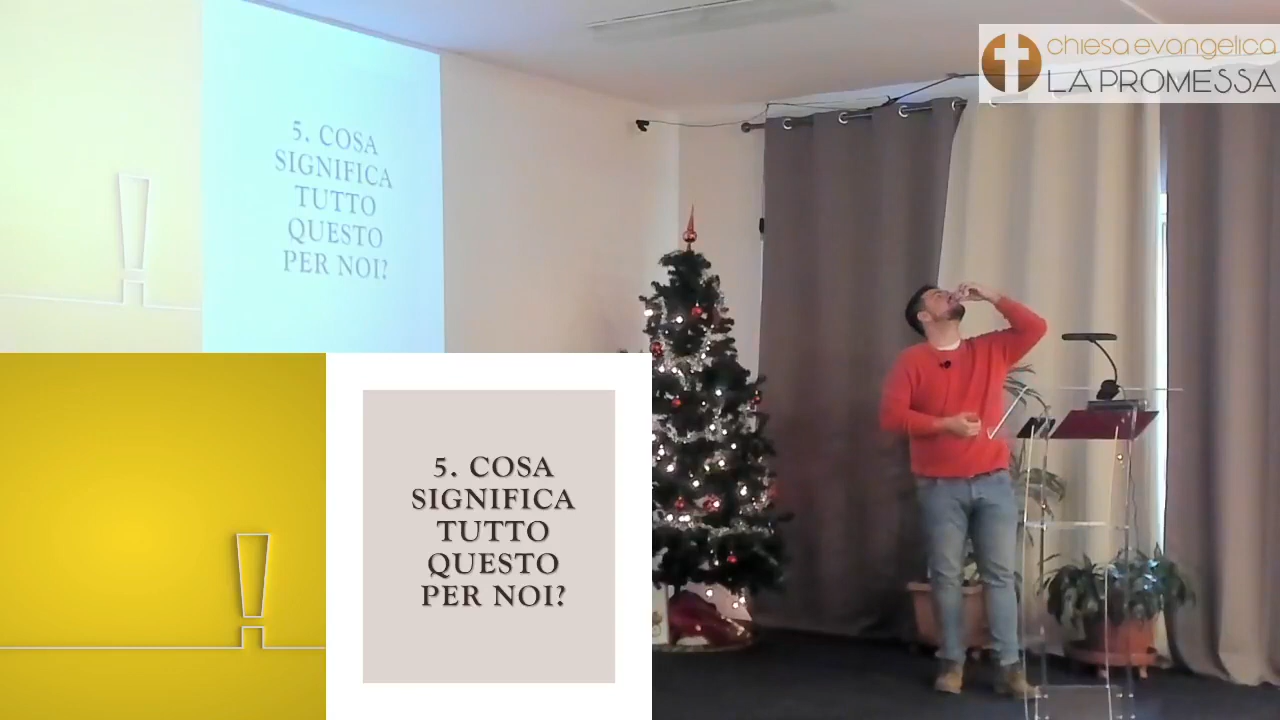 5. COSA
SIGNIFICA
TUTTO
QUESTO
PER NOI?
chiesa evangelica
LA PROMESSA
5. COSA
SIGNIFICA
TUTTO
QUESTO
PER NOI?